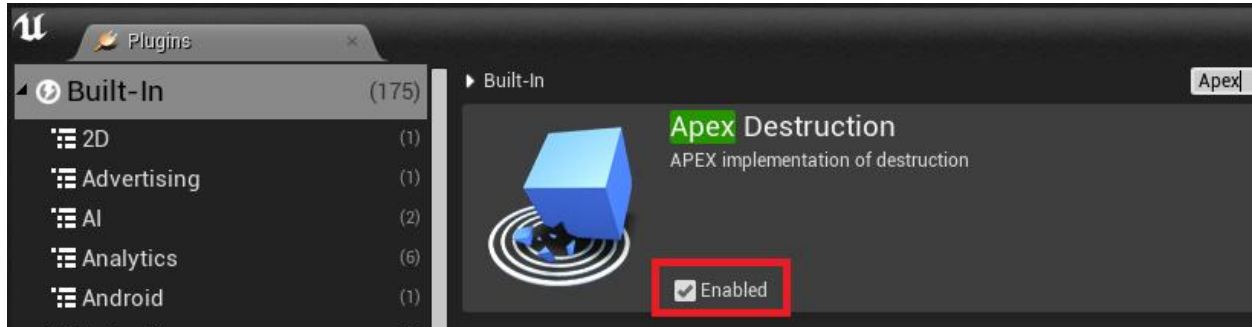 Plugins
Built-In (175)
2D (1)
Advertising (1)
AI (2)
Analytics (6)
Android (1)
Built-In
Apex
Apex Destruction
APEX implementation of destruction
Enabled